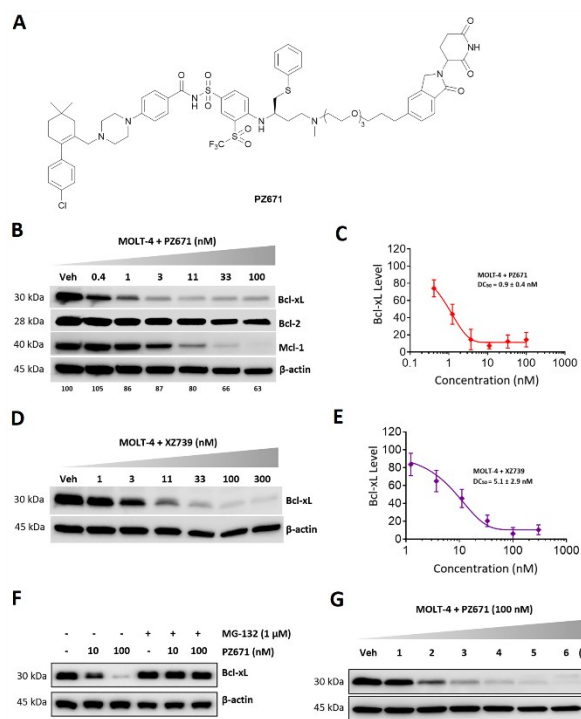 A
O
O
NH
O
N
O
S
O O
NH
S
N
H
N
O
3
O=S=O
F3C
N
N
Cl
PZ671
B
MOLT-4 + PZ671 (nM)
Veh 0.4 1 3 11 33 100
30 kDa Bcl-xL
28 kDa Bcl-2
40 kDa Mcl-1
45 kDa β-actin
100 105 86 87 80 66 63
C
Bcl-xL Level
120
100
80
60
40
20
0
MOLT-4 + PZ671
DC50 = 0.9 ± 0.4 nM
0.1 1 10 100 1000
Concentration (nM)
D
MOLT-4 + XZ739 (nM)
Veh 1 3 11 33 100 300
30 kDa Bcl-xL
45 kDa β-actin
E
Bcl-xL Level
120
100
80
60
40
20
0
MOLT-4 + XZ739
DC50 = 5.1 ± 2.9 nM
1 10 100 1000
Concentration (nM)
F
- - - + + + MG-132 (1 μM)
- 10 100 - 10 100 PZ671 (nM)
30 kDa Bcl-xL
45 kDa β-actin
G
MOLT-4 + PZ671 (100 nM)
Veh 1 2 3 4 5 6 (
30 kDa
45 kDa